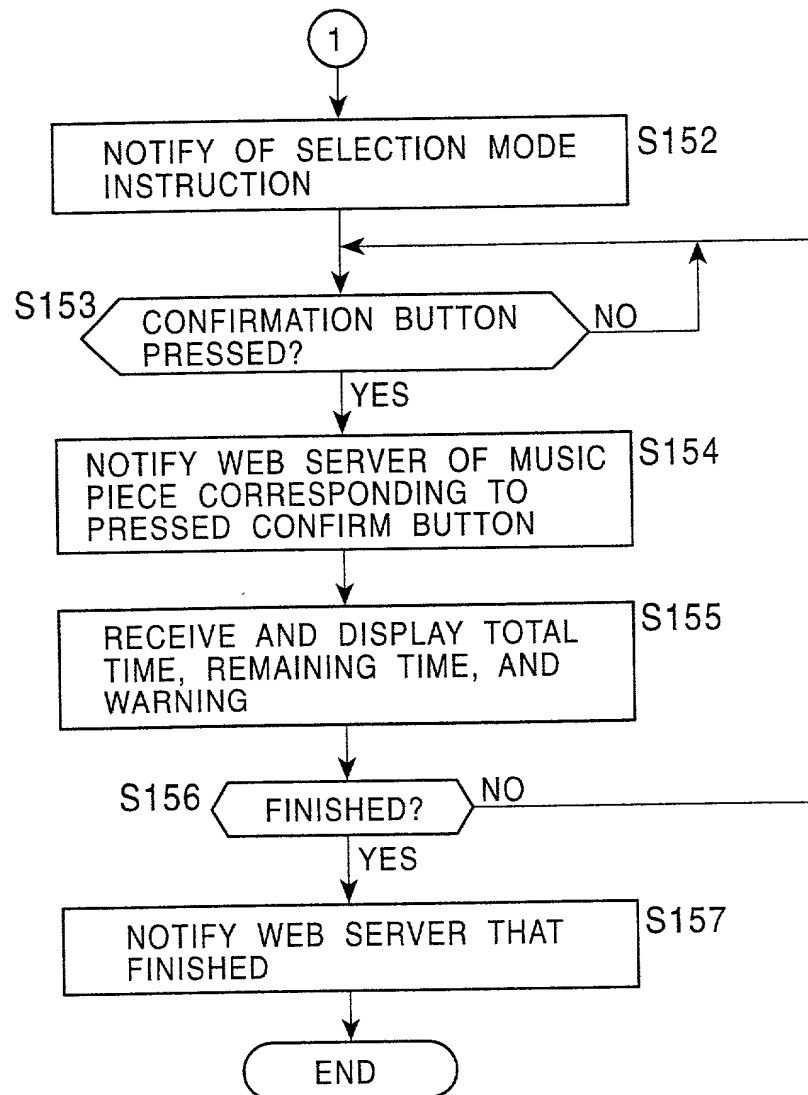 1
NOTIFY OF SELECTION MODE
INSTRUCTION
S152
S153
CONFIRMATION BUTTON
PRESSED?
NO
YES
NOTIFY WEB SERVER OF MUSIC
PIECE CORRESPONDING TO
PRESSED CONFIRM BUTTON
S154
RECEIVE AND DISPLAY TOTAL
TIME, REMAINING TIME, AND
WARNING
S155
S156
FINISHED?
NO
YES
NOTIFY WEB SERVER THAT
FINISHED
S157
END